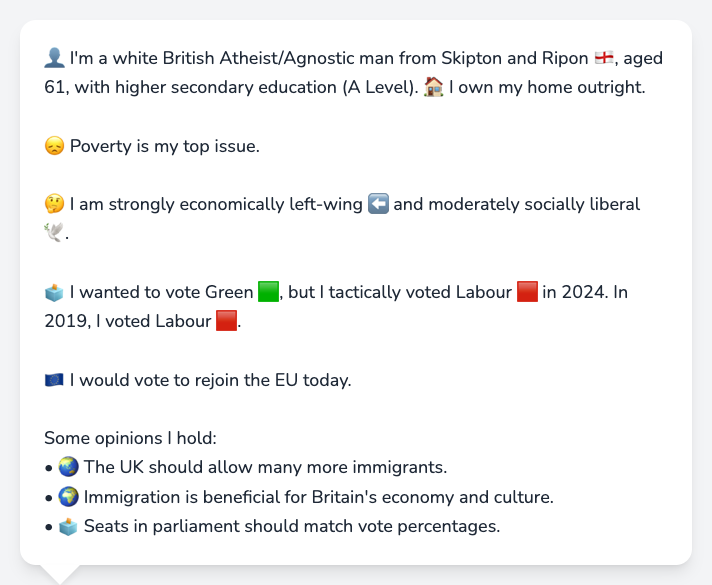 👤 I'm a white British Atheist/Agnostic man from Skipton and Ripon 🏴󠁧󠁢󠁥󠁮󠁧󠁿, aged
61, with higher secondary education (A Level). 🏠 I own my home outright.
😞 Poverty is my top issue.
🤔 I am strongly economically left-wing ⬅️ and moderately socially liberal
🕊️.
🗳️ I wanted to vote Green 🟩, but I tactically voted Labour 🟥 in 2024. In
2019, I voted Labour 🟥.
🇪🇺 I would vote to rejoin the EU today.
Some opinions I hold:
• 🌏 The UK should allow many more immigrants.
• 🌍 Immigration is beneficial for Britain's economy and culture.
• 🗳️ Seats in parliament should match vote percentages.